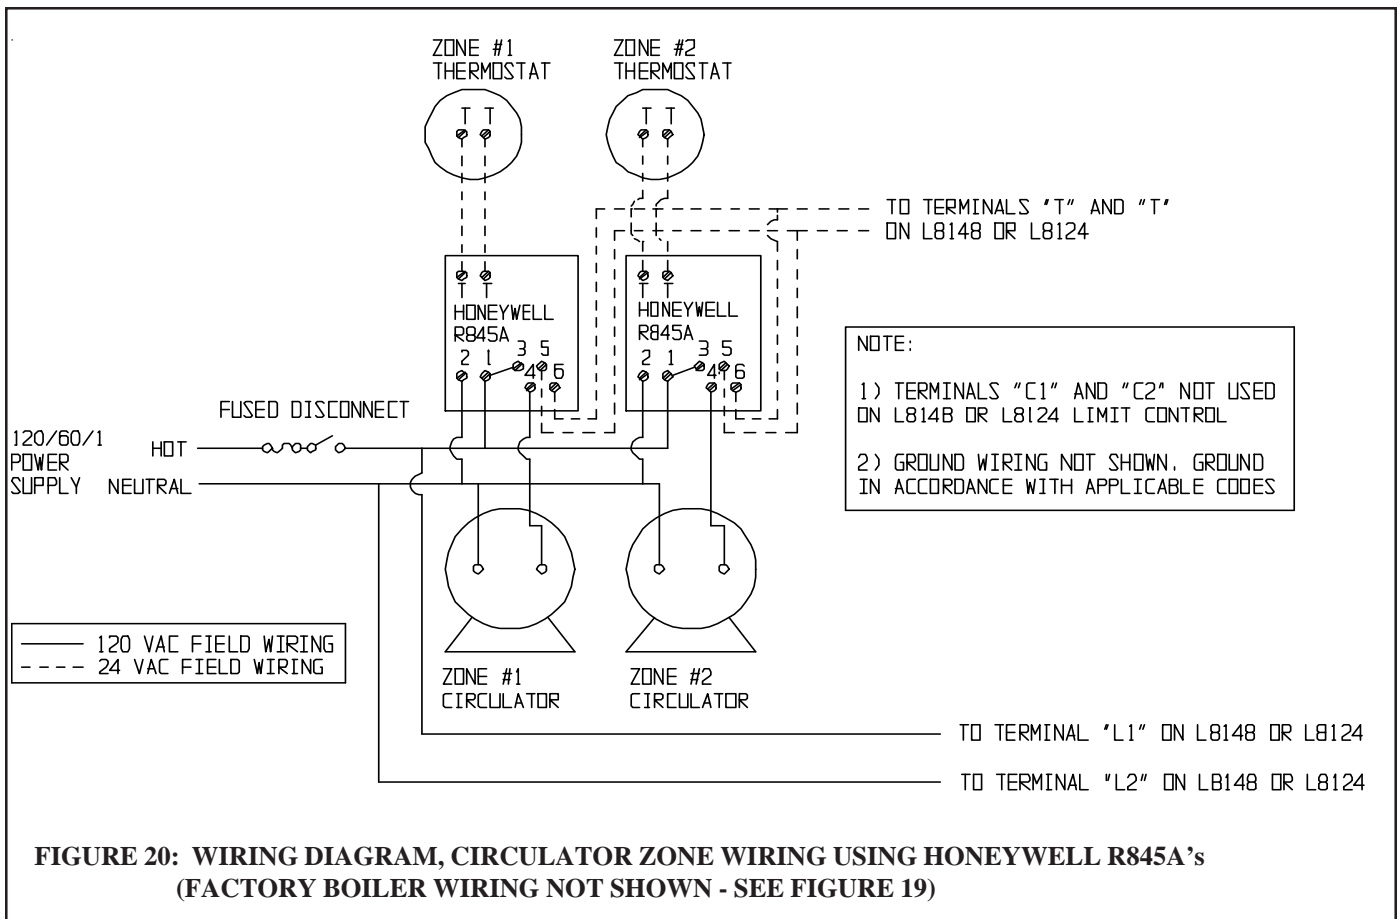 ZONE #1
THERMOSTAT
ZONE #2
THERMOSTAT
T T
T T
TO TERMINALS "T" AND "T"
ON L8148 OR L8124
T T
HONEYWELL
R845A
2 1 3 5
4 6
T T
HONEYWELL
R845A
2 1 3 5
4 6
NOTE:
1) TERMINALS "C1" AND "C2" NOT USED
ON L814B OR L8124 LIMIT CONTROL
2) GROUND WIRING NOT SHOWN. GROUND
IN ACCORDANCE WITH APPLICABLE CODES
FUSED DISCONNECT
120/60/1
POWER
SUPPLY
HOT
NEUTRAL
120 VAC FIELD WIRING
24 VAC FIELD WIRING
ZONE #1
CIRCULATOR
ZONE #2
CIRCULATOR
TO TERMINAL "L1" ON L8148 OR L8124
TO TERMINAL "L2" ON LB148 OR L8124
FIGURE 20: WIRING DIAGRAM, CIRCULATOR ZONE WIRING USING HONEYWELL R845A's
(FACTORY BOILER WIRING NOT SHOWN - SEE FIGURE 19)